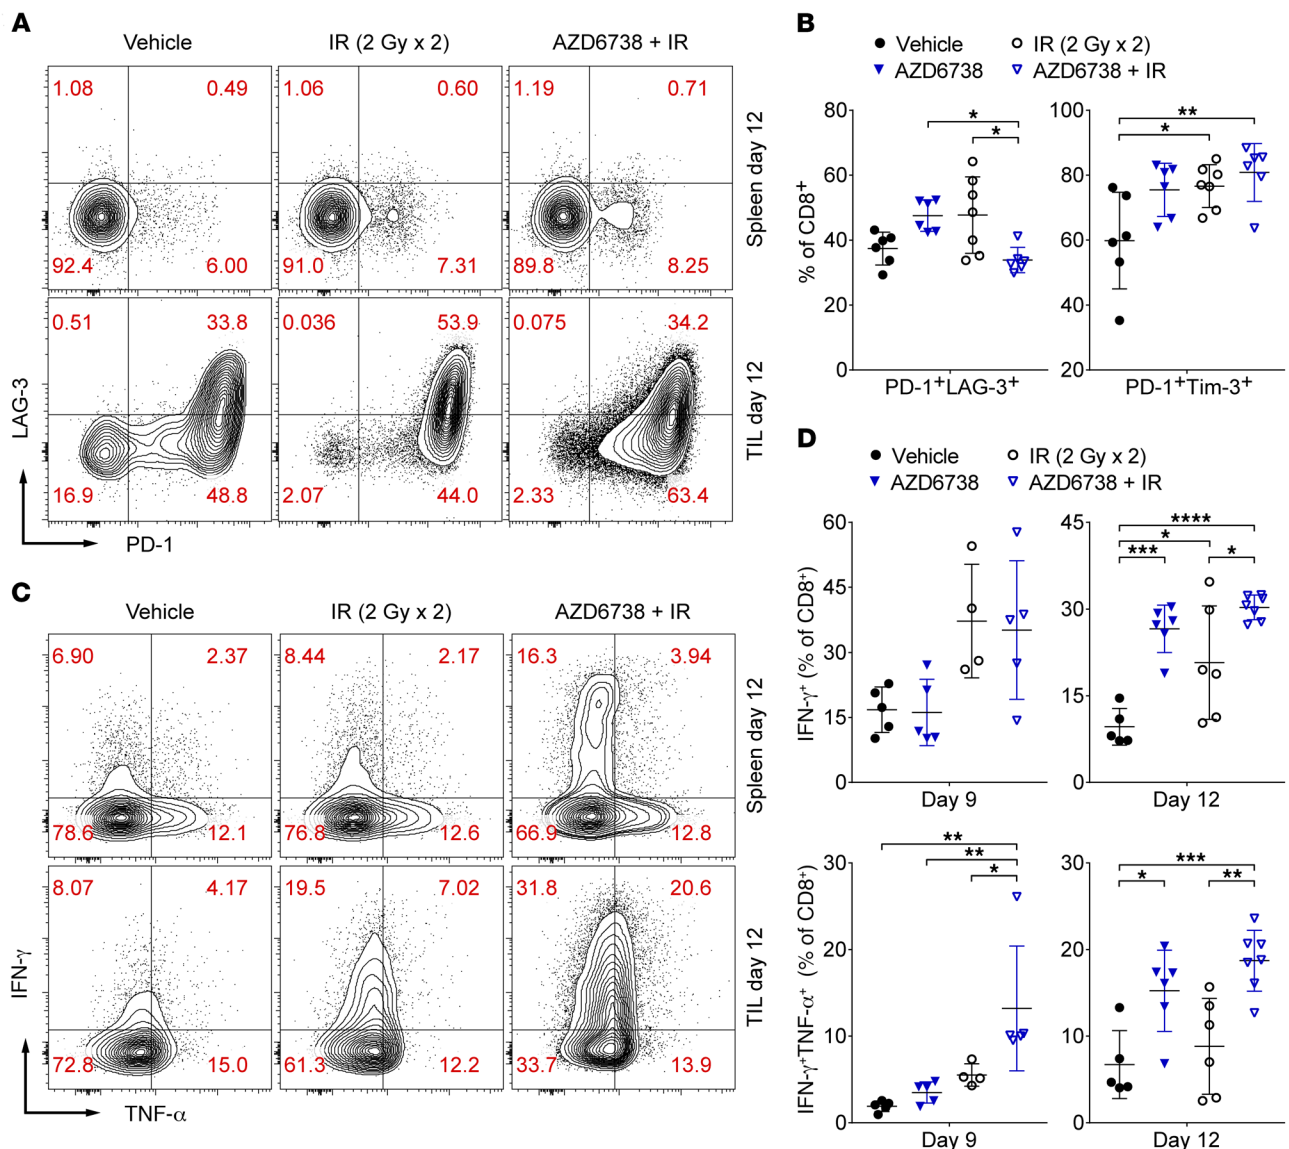 A
Vehicle
IR (2 Gy x 2)
AZD6738 + IR
1.08
0.49
1.06
0.60
1.19
0.71
92.4
6.00
91.0
7.31
89.8
8.25
Spleen day 12
0.51
33.8
0.036
53.9
0.075
34.2
16.9
48.8
2.07
44.0
2.33
63.4
TIL day 12
LAG-3
PD-1
B
Vehicle
IR (2 Gy x 2)
AZD6738
AZD6738 + IR
% of CD8⁺
80
60
40
20
0
*
*
PD-1⁺LAG-3⁺
100
80
60
40
20
**
*
PD-1⁺Tim-3⁺
C
Vehicle
IR (2 Gy x 2)
AZD6738 + IR
6.90
2.37
8.44
2.17
16.3
3.94
78.6
12.1
76.8
12.6
66.9
12.8
Spleen day 12
8.07
4.17
19.5
7.02
31.8
20.6
72.8
15.0
61.3
12.2
33.7
13.9
TIL day 12
IFN-γ
TNF-α
D
Vehicle
IR (2 Gy x 2)
AZD6738
AZD6738 + IR
IFN-γ⁺ (% of CD8⁺)
60
45
30
15
0
Day 9
45
30
15
0
****
*
***
*
Day 12
IFN-γ⁺TNF-α⁺ (% of CD8⁺)
30
20
10
0
**
**
*
Day 9
30
20
10
0
***
*
**
Day 12